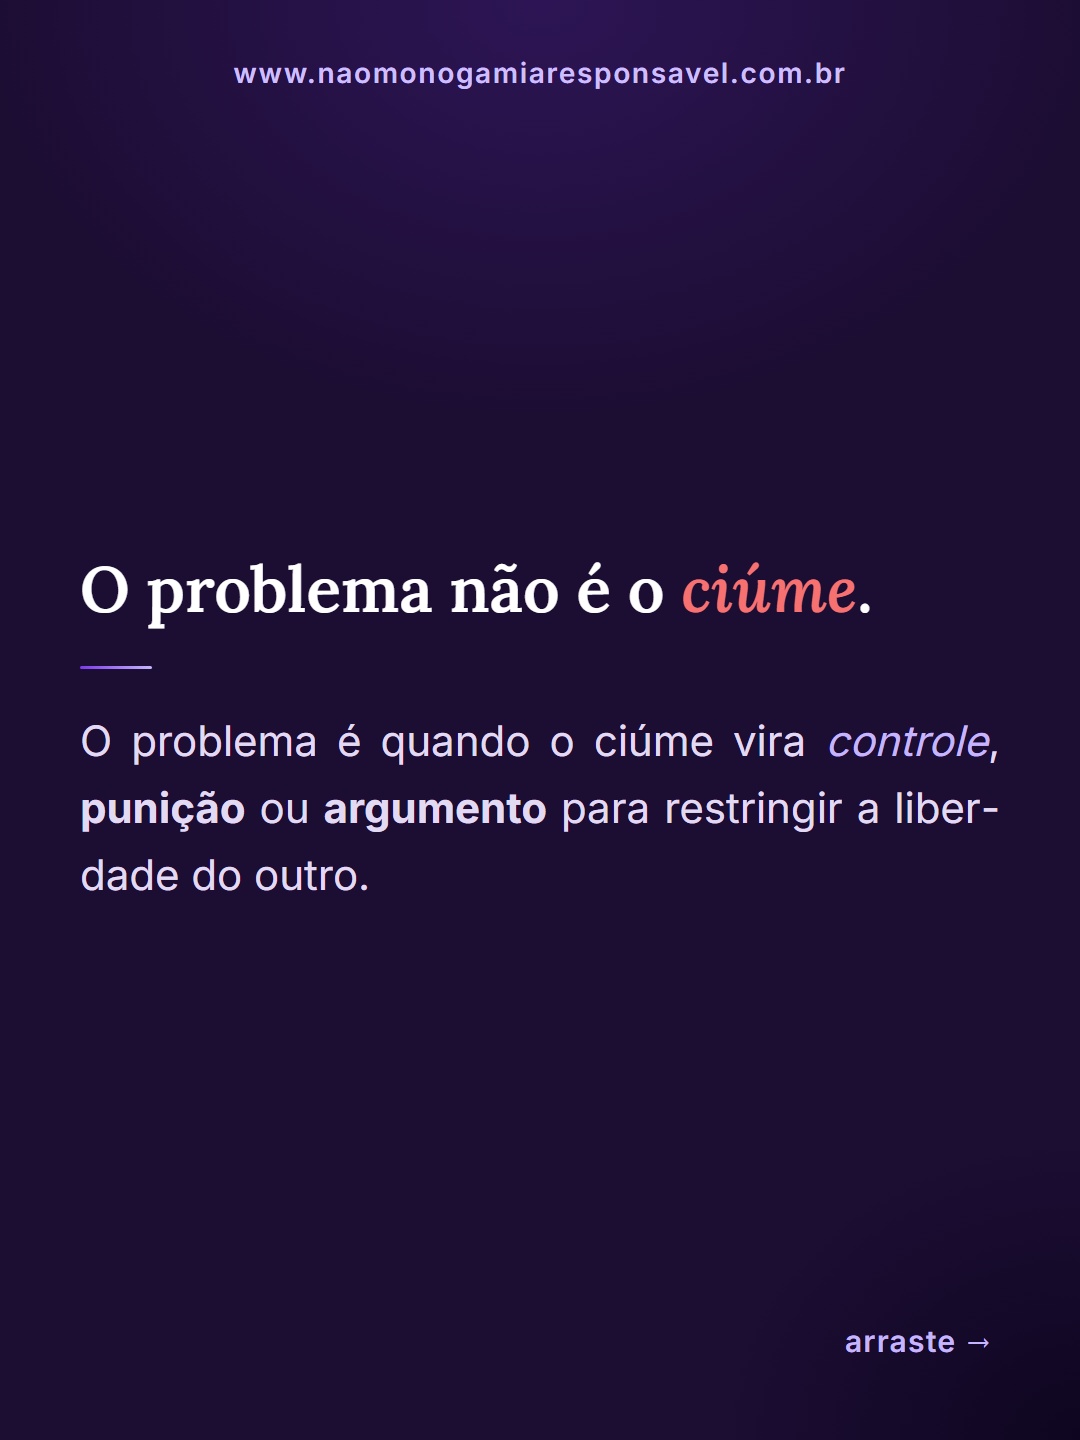 www.naomonogamiaresponsavel.com.br
O problema não é o ciúme.
O problema é quando o ciúme vira controle,
punição ou argumento para restringir a liber-
dade do outro.
arraste →